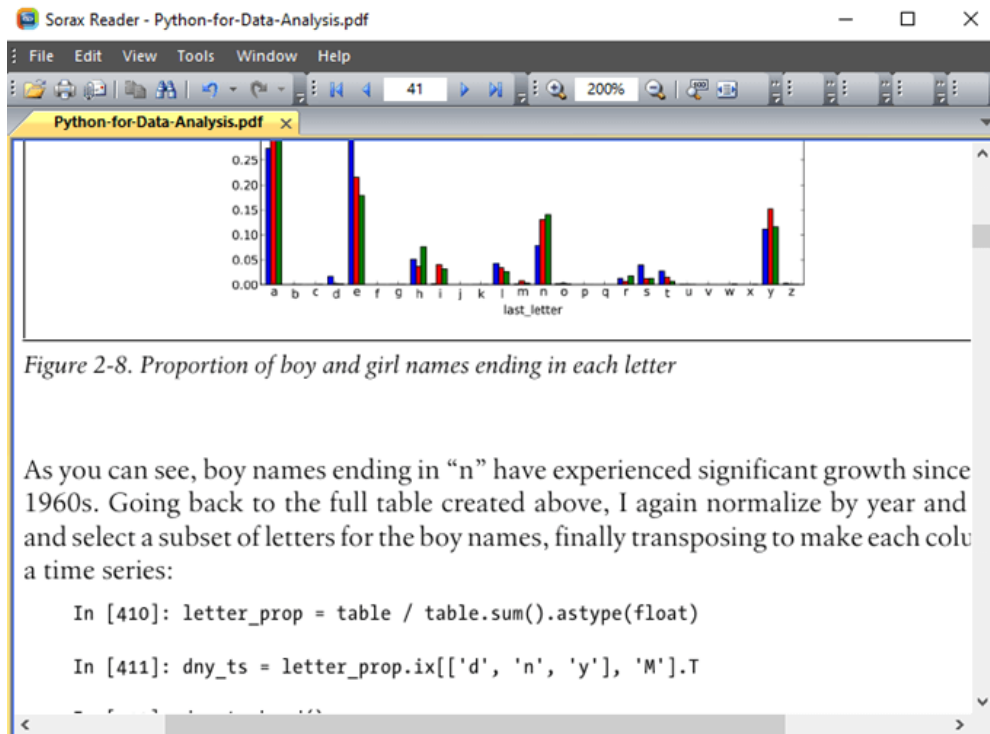 Sorax Reader - Python-for-Data-Analysis.pdf
File Edit View Tools Window Help
41 200%
Python-for-Data-Analysis.pdf
0.25
0.20
0.15
0.10
0.05
0.00
a b c d e f g h i j k l m n o p q r s t u v w x y z
last_letter
Figure 2-8. Proportion of boy and girl names ending in each letter
As you can see, boy names ending in “n” have experienced significant growth since
1960s. Going back to the full table created above, I again normalize by year and
and select a subset of letters for the boy names, finally transposing to make each colu
a time series:
In [410]: letter_prop = table / table.sum().astype(float)
In [411]: dny_ts = letter_prop.ix[['d', 'n', 'y'], 'M'].T